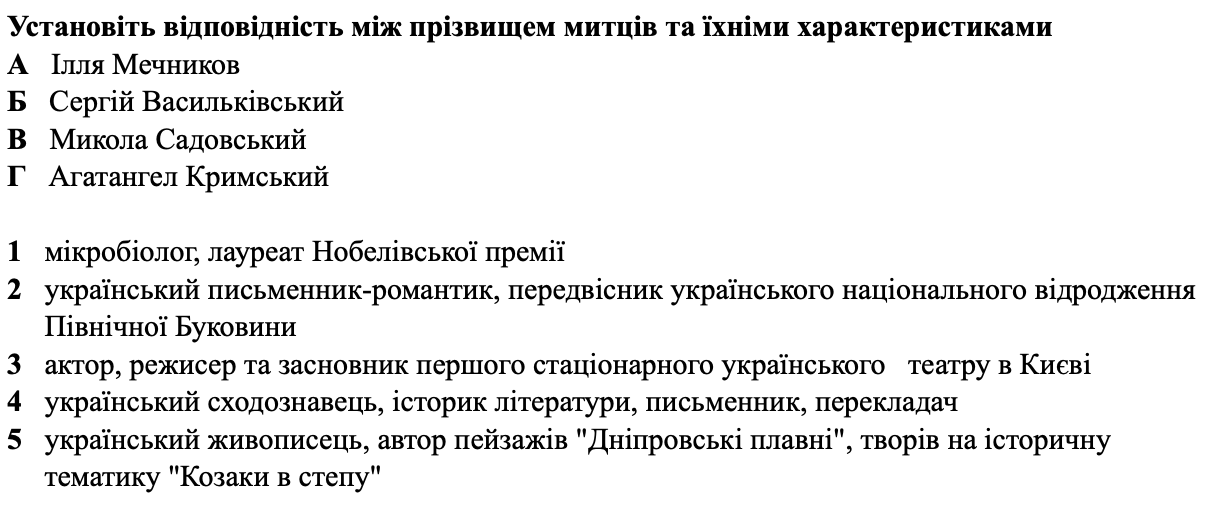 Установіть відповідність між прізвищем митців та їхніми характеристиками
А Ілля Мечников
Б Сергій Васильківський
В Микола Садовський
Г Агатангел Кримський
1 мікробіолог, лауреат Нобелівської премії
2 український письменник-романтик, передвісник українського національного відродження
Північної Буковини
3 актор, режисер та засновник першого стаціонарного українського театру в Києві
4 український сходознавець, історик літератури, письменник, перекладач
5 український живописець, автор пейзажів "Дніпровські плавні", творів на історичну
тематику "Козаки в степу"